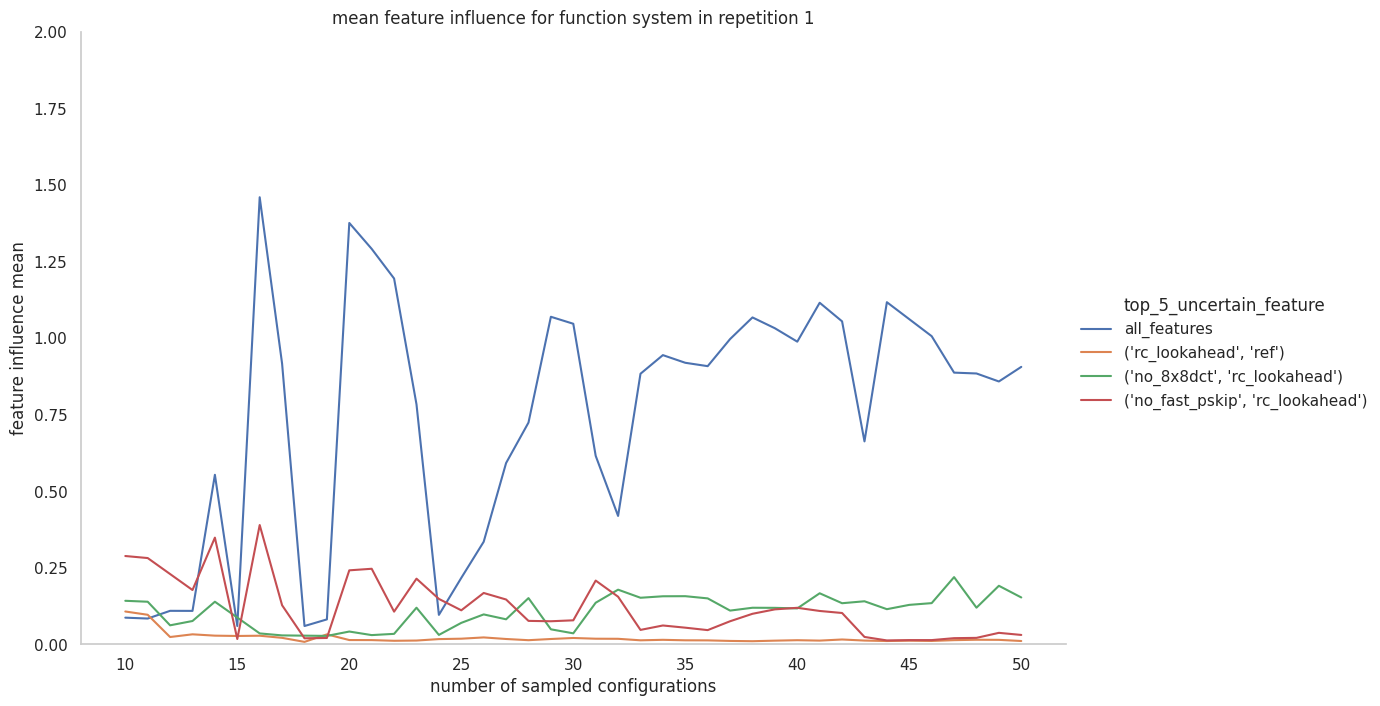 mean feature influence for function system in repetition 1
2.00
1.75
1.50
1.25
1.00
0.75
0.50
0.25
0.00
feature influence mean
10 15 20 25 30 35 40 45 50
number of sampled configurations
top_5_uncertain_feature
all_features
('rc_lookahead', 'ref')
('no_8x8dct', 'rc_lookahead')
('no_fast_pskip', 'rc_lookahead')